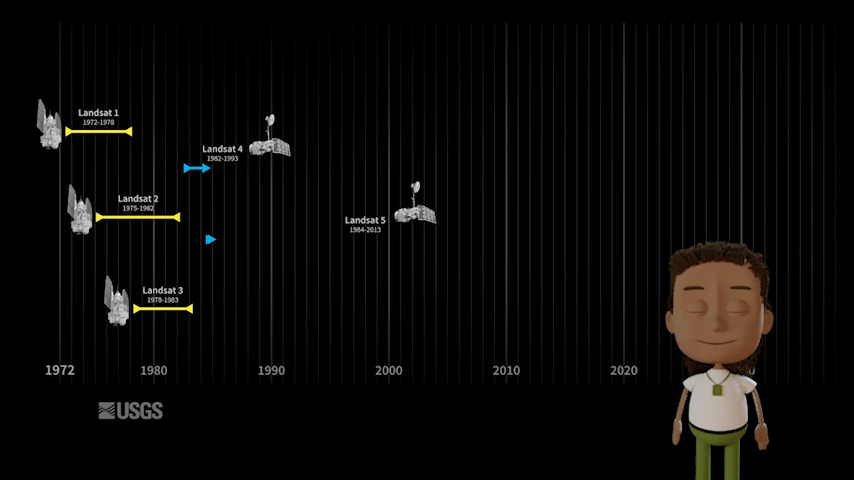 Landsat 1
1972-1978
Landsat 4
1982-1993
Landsat 2
1975-1982
Landsat 5
1984-2013
Landsat 3
1978-1983
1972 1980 1990 2000 2010 2020
USGS